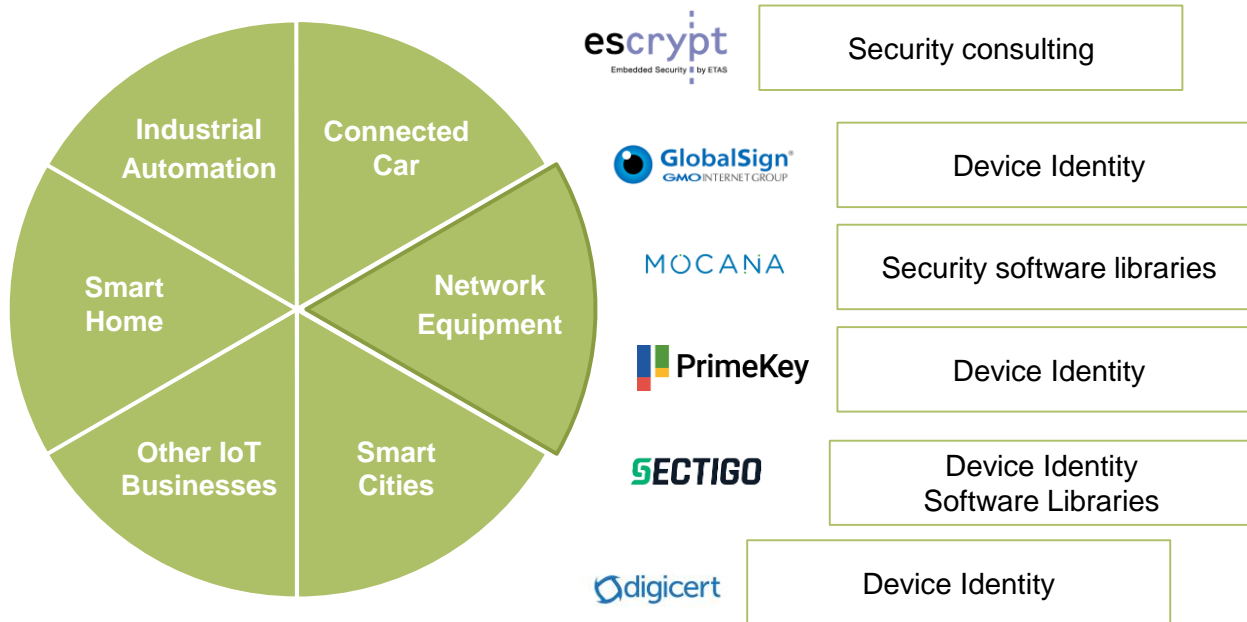 Industrial
Automation
Connected
Car
Smart
Home
Network
Equipment
Other IoT
Businesses
Smart
Cities
escrypt
Embedded Security by ETAS
Security consulting
GlobalSign®
GMO INTERNET GROUP
Device Identity
MOCANA
Security software libraries
PrimeKey
Device Identity
SECTIGO
Device Identity
Software Libraries
digicert
Device Identity